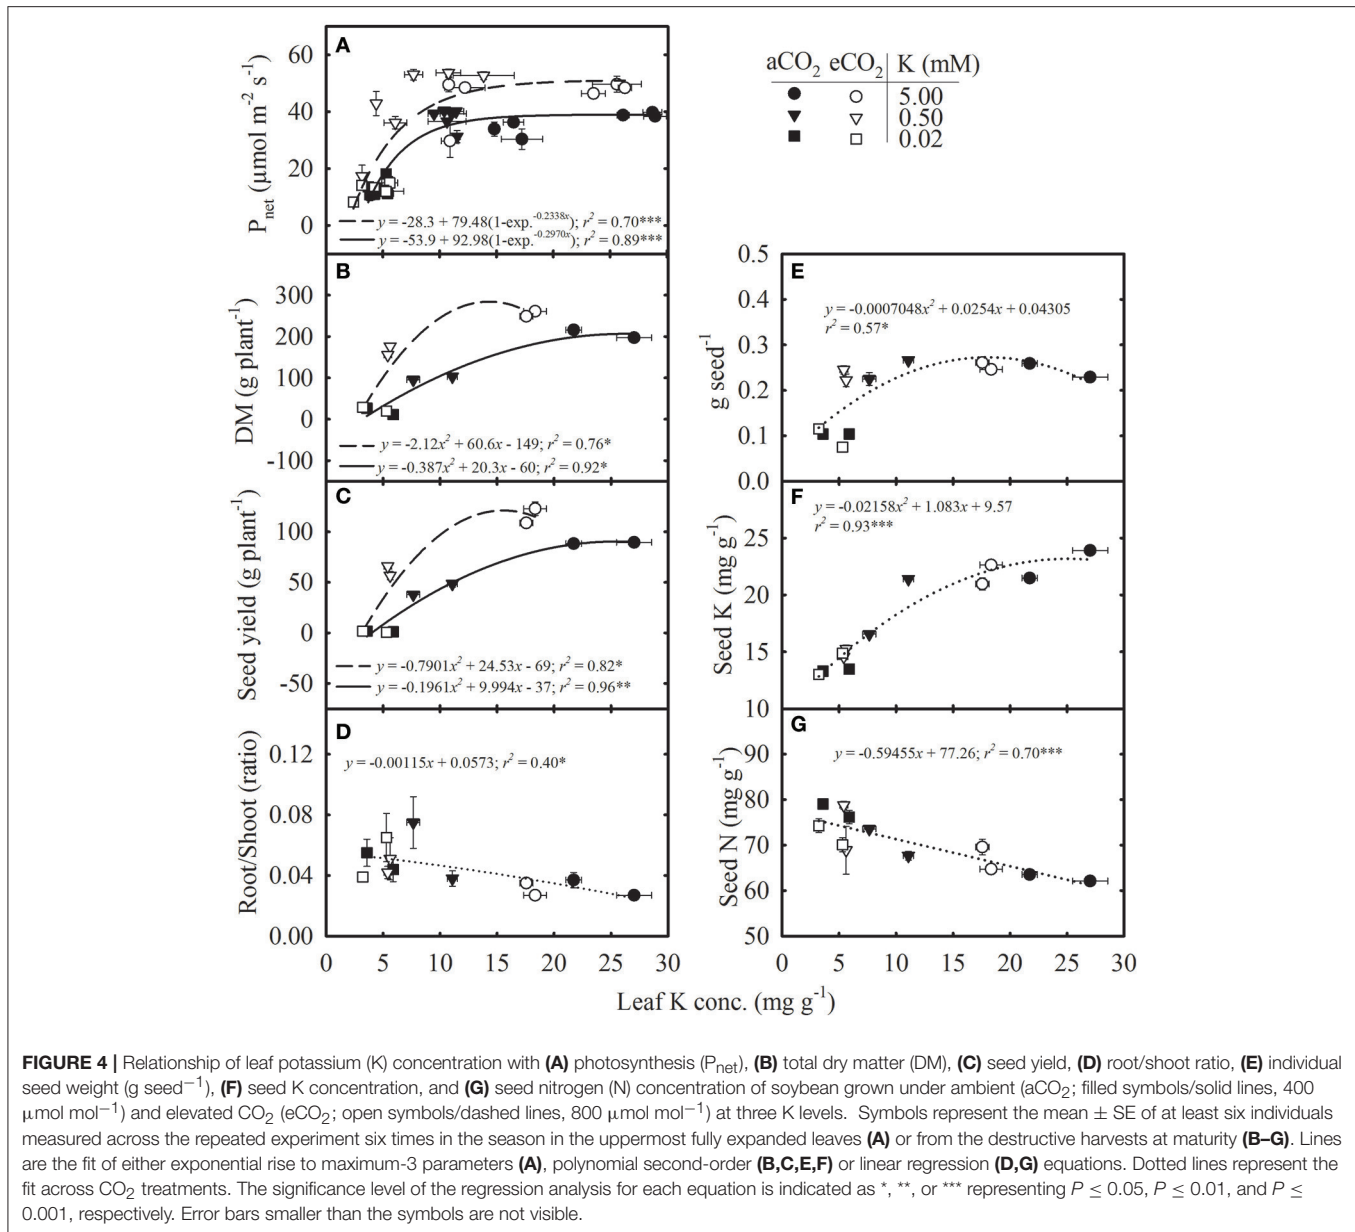 A
60
40
20
0
P_net (μmol m⁻² s⁻¹)
y = -28.3 + 79.48(1-exp.^-0.2338x); r² = 0.70***
y = -53.9 + 92.98(1-exp.^-0.2970x); r² = 0.89***
aCO₂ eCO₂ K (mM)
5.00
0.50
0.02
B
300
200
100
0
-100
DM (g plant⁻¹)
y = -2.12x² + 60.6x - 149; r² = 0.76*
y = -0.387x² + 20.3x - 60; r² = 0.92*
C
100
50
0
-50
Seed yield (g plant⁻¹)
y = -0.7901x² + 24.53x - 69; r² = 0.82*
y = -0.1961x² + 9.994x - 37; r² = 0.96**
D
0.12
0.08
0.04
0.00
Root/Shoot (ratio)
y = -0.00115x + 0.0573; r² = 0.40*
0 5 10 15 20 25 30
E
0.5
0.4
0.3
0.2
0.1
0.0
g seed⁻¹
y = -0.0007048x² + 0.0254x + 0.04305
r² = 0.57*
F
25
20
15
10
Seed K (mg g⁻¹)
y = -0.02158x² + 1.083x + 9.57
r² = 0.93***
G
90
80
70
60
50
Seed N (mg g⁻¹)
y = -0.59455x + 77.26; r² = 0.70***
0 5 10 15 20 25 30
Leaf K conc. (mg g⁻¹)
FIGURE 4 | Relationship of leaf potassium (K) concentration with (A) photosynthesis (P_net), (B) total dry matter (DM), (C) seed yield, (D) root/shoot ratio, (E) individual
seed weight (g seed⁻¹), (F) seed K concentration, and (G) seed nitrogen (N) concentration of soybean grown under ambient (aCO₂; filled symbols/solid lines, 400
μmol mol⁻¹) and elevated CO₂ (eCO₂; open symbols/dashed lines, 800 μmol mol⁻¹) at three K levels. Symbols represent the mean ± SE of at least six individuals
measured across the repeated experiment six times in the season in the uppermost fully expanded leaves (A) or from the destructive harvests at maturity (B–G). Lines
are the fit of either exponential rise to maximum-3 parameters (A), polynomial second-order (B,C,E,F) or linear regression (D,G) equations. Dotted lines represent the
fit across CO₂ treatments. The significance level of the regression analysis for each equation is indicated as *, **, or *** representing P ≤ 0.05, P ≤ 0.01, and P ≤
0.001, respectively. Error bars smaller than the symbols are not visible.